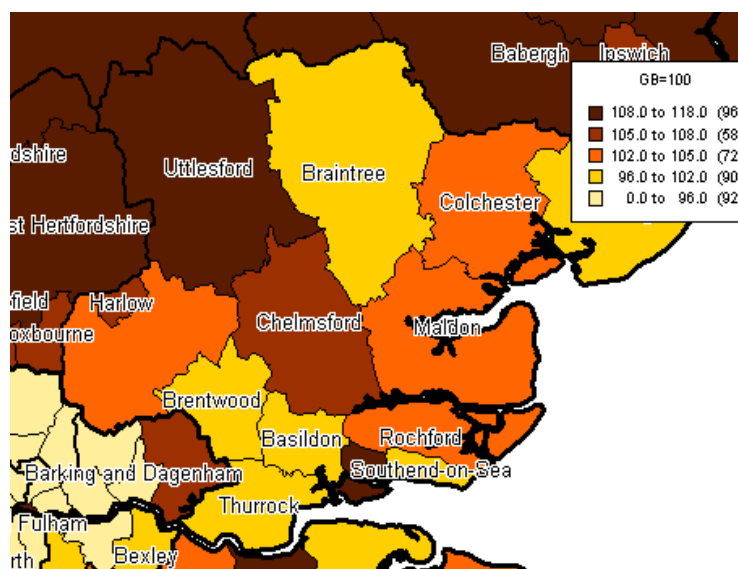 Babergh
Ipswich
GB=100
108.0 to 118.0 (96
105.0 to 108.0 (58
102.0 to 105.0 (72
96.0 to 102.0 (90
0.0 to 96.0 (92
dshire
Uttlesford
Braintree
Colchester
st Hertfordshire
efield
Harlow
oxbourne
Chelmsford
Maldon
Brentwood
Basildon
Rochford
Barking and Dagenham
Southend-on-Sea
Thurrock
Fulham
Bexley
rth